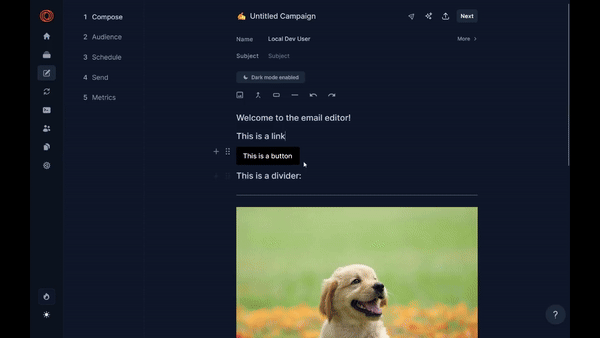 1 Compose
2 Audience
3 Schedule
4 Send
5 Metrics
✍️ Untitled Campaign
Next
Name Local Dev User
More >
Subject Subject
Dark mode enabled
Welcome to the email editor!
This is a link
This is a button
This is a divider:
?